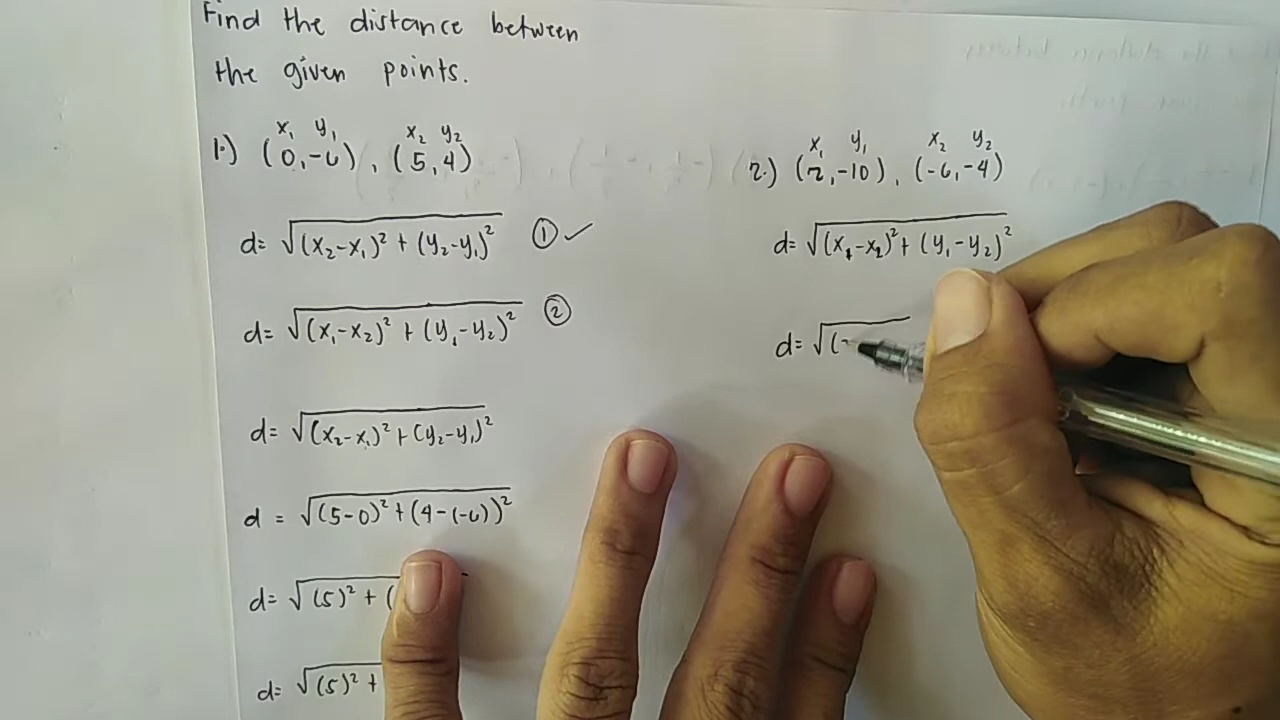 Find the distance between
the given points.
x₁ y₁ x₂ y₂
1.) (0,-6), (5,4)
d= √(x₂-x₁)² + (y₂-y₁)² ① ✓
d= √(x₁-x₂)² + (y₁-y₂)² ②
d= √(x₂-x₁)² + (y₂-y₁)²
d = √(5-0)² + (4-(-6))²
d= √(5)² + (
d= √(5)² +
x₁ y₁ x₂ y₂
2.) (2,-10), (-6,-4)
d= √(x₁-x₂)² + (y₁-y₂)²
d= √(